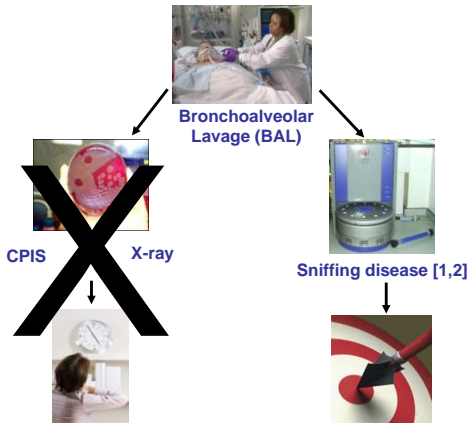 Bronchoalveolar
Lavage (BAL)
CPIS
X-ray
Sniffing disease [1,2]